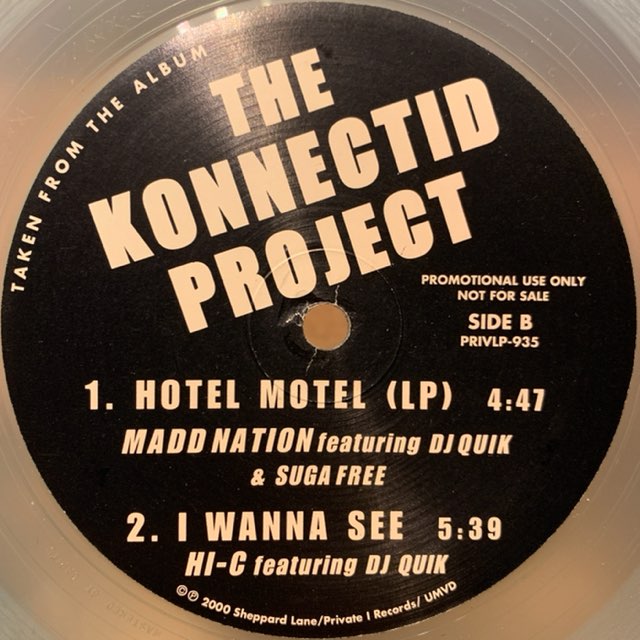 TAKEN FROM THE ALBUM
THE
KONNECTID
PROJECT
PROMOTIONAL USE ONLY
NOT FOR SALE
SIDE B
PRIVLP-935
1. HOTEL MOTEL (LP) 4:47
MADD NATION featuring DJ QUIK
& SUGA FREE
2. I WANNA SEE 5:39
HI-C featuring DJ QUIK
©℗ 2000 Sheppard Lane/Private I Records/ UMVD